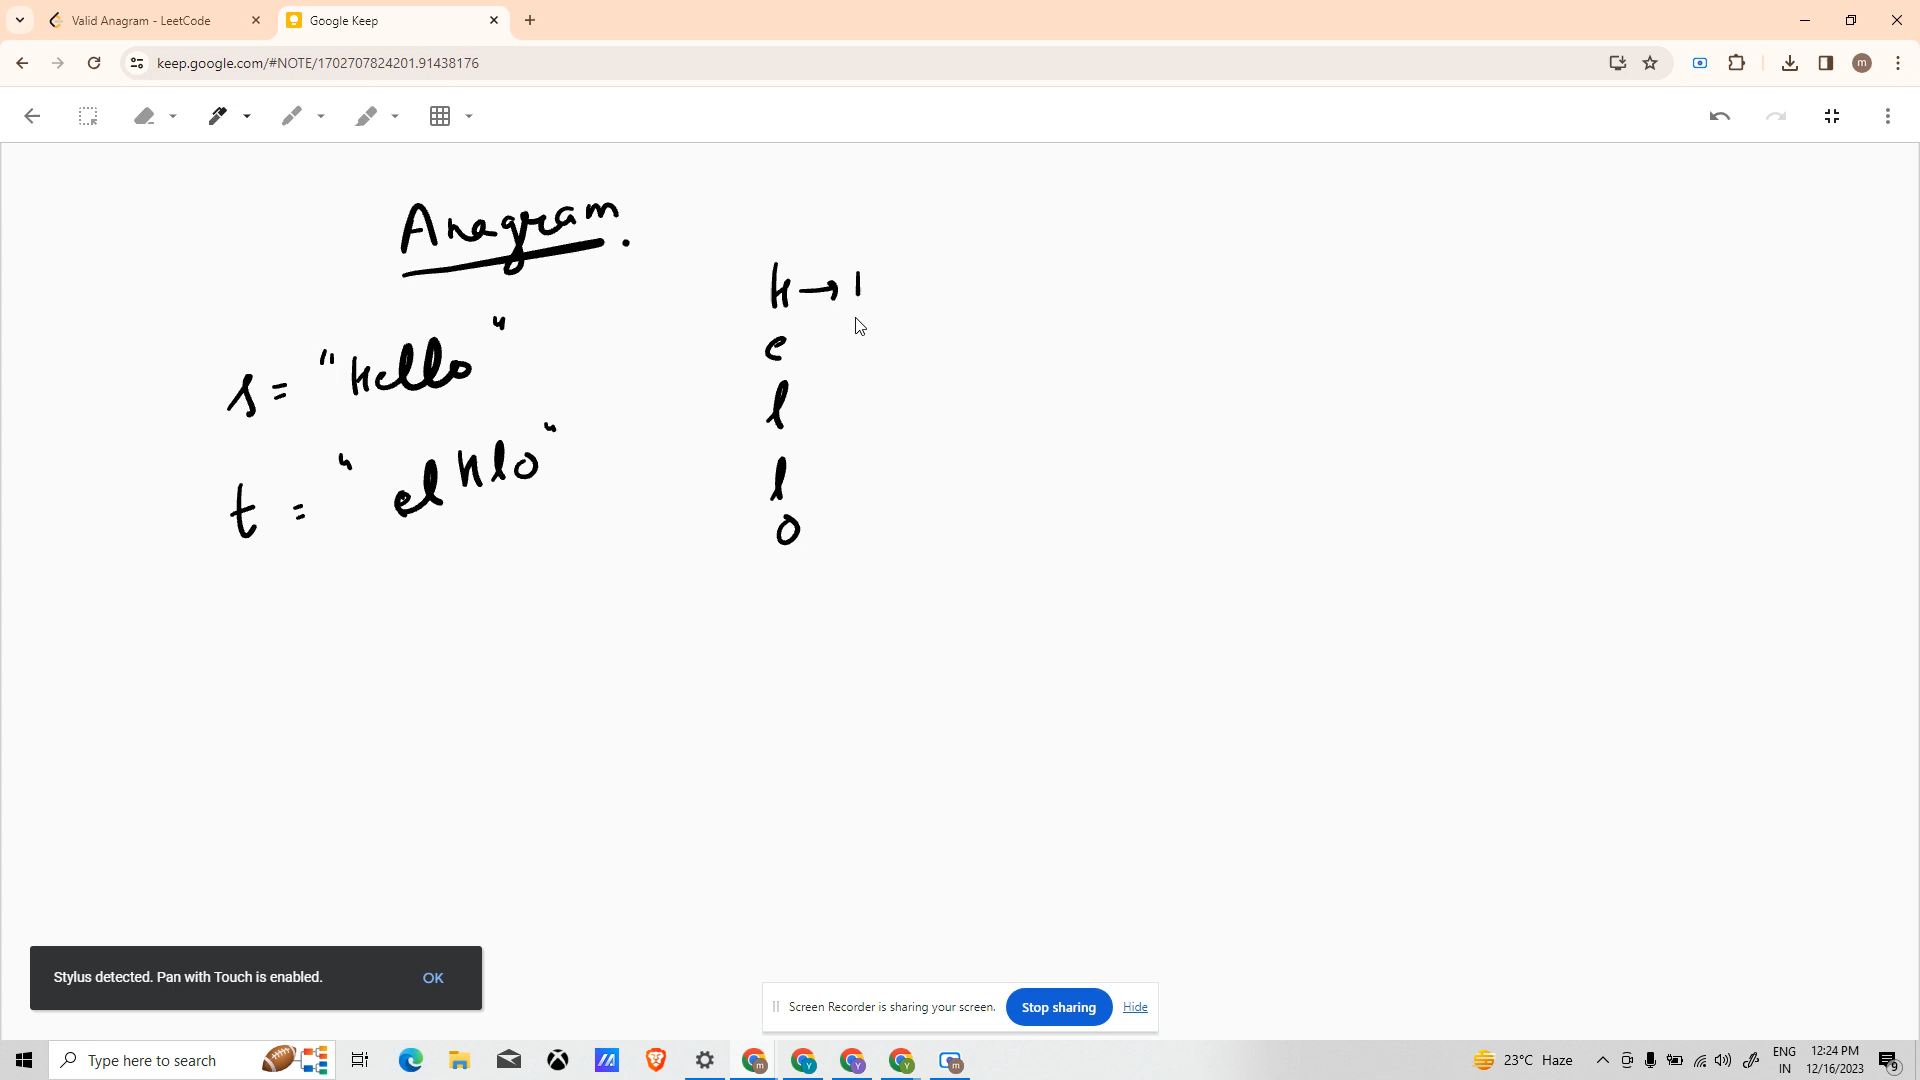 Valid Anagram - LeetCode
Google Keep
keep.google.com/#NOTE/1702707824201.91438176
m
Anagram.
H → 1
s = "Hello"
e
l
t = "elHlo"
l
o
Stylus detected. Pan with Touch is enabled. OK
Screen Recorder is sharing your screen. Stop sharing Hide
Type here to search
23°C Haze
ENG
IN
12:24 PM
12/16/2023
9